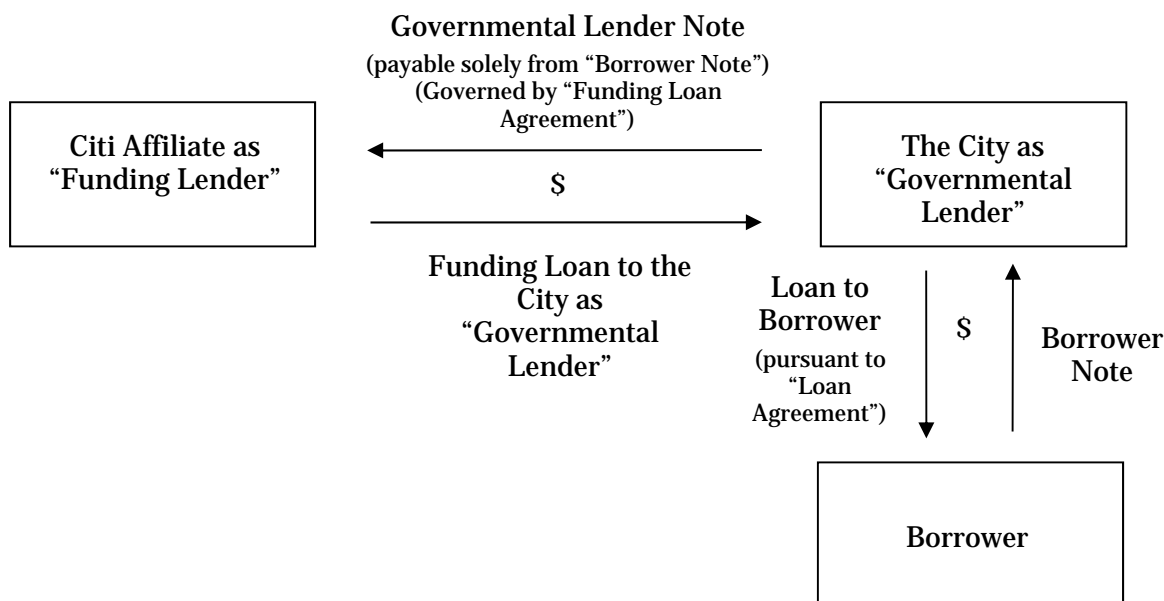 Governmental Lender Note
(payable solely from “Borrower Note”)
(Governed by “Funding Loan
Agreement”)
Citi Affiliate as
“Funding Lender”
$
The City as
“Governmental
Lender”
Funding Loan to the
City as
“Governmental
Lender”
Loan to
Borrower
(pursuant to
“Loan
Agreement”)
$
Borrower
Note
Borrower